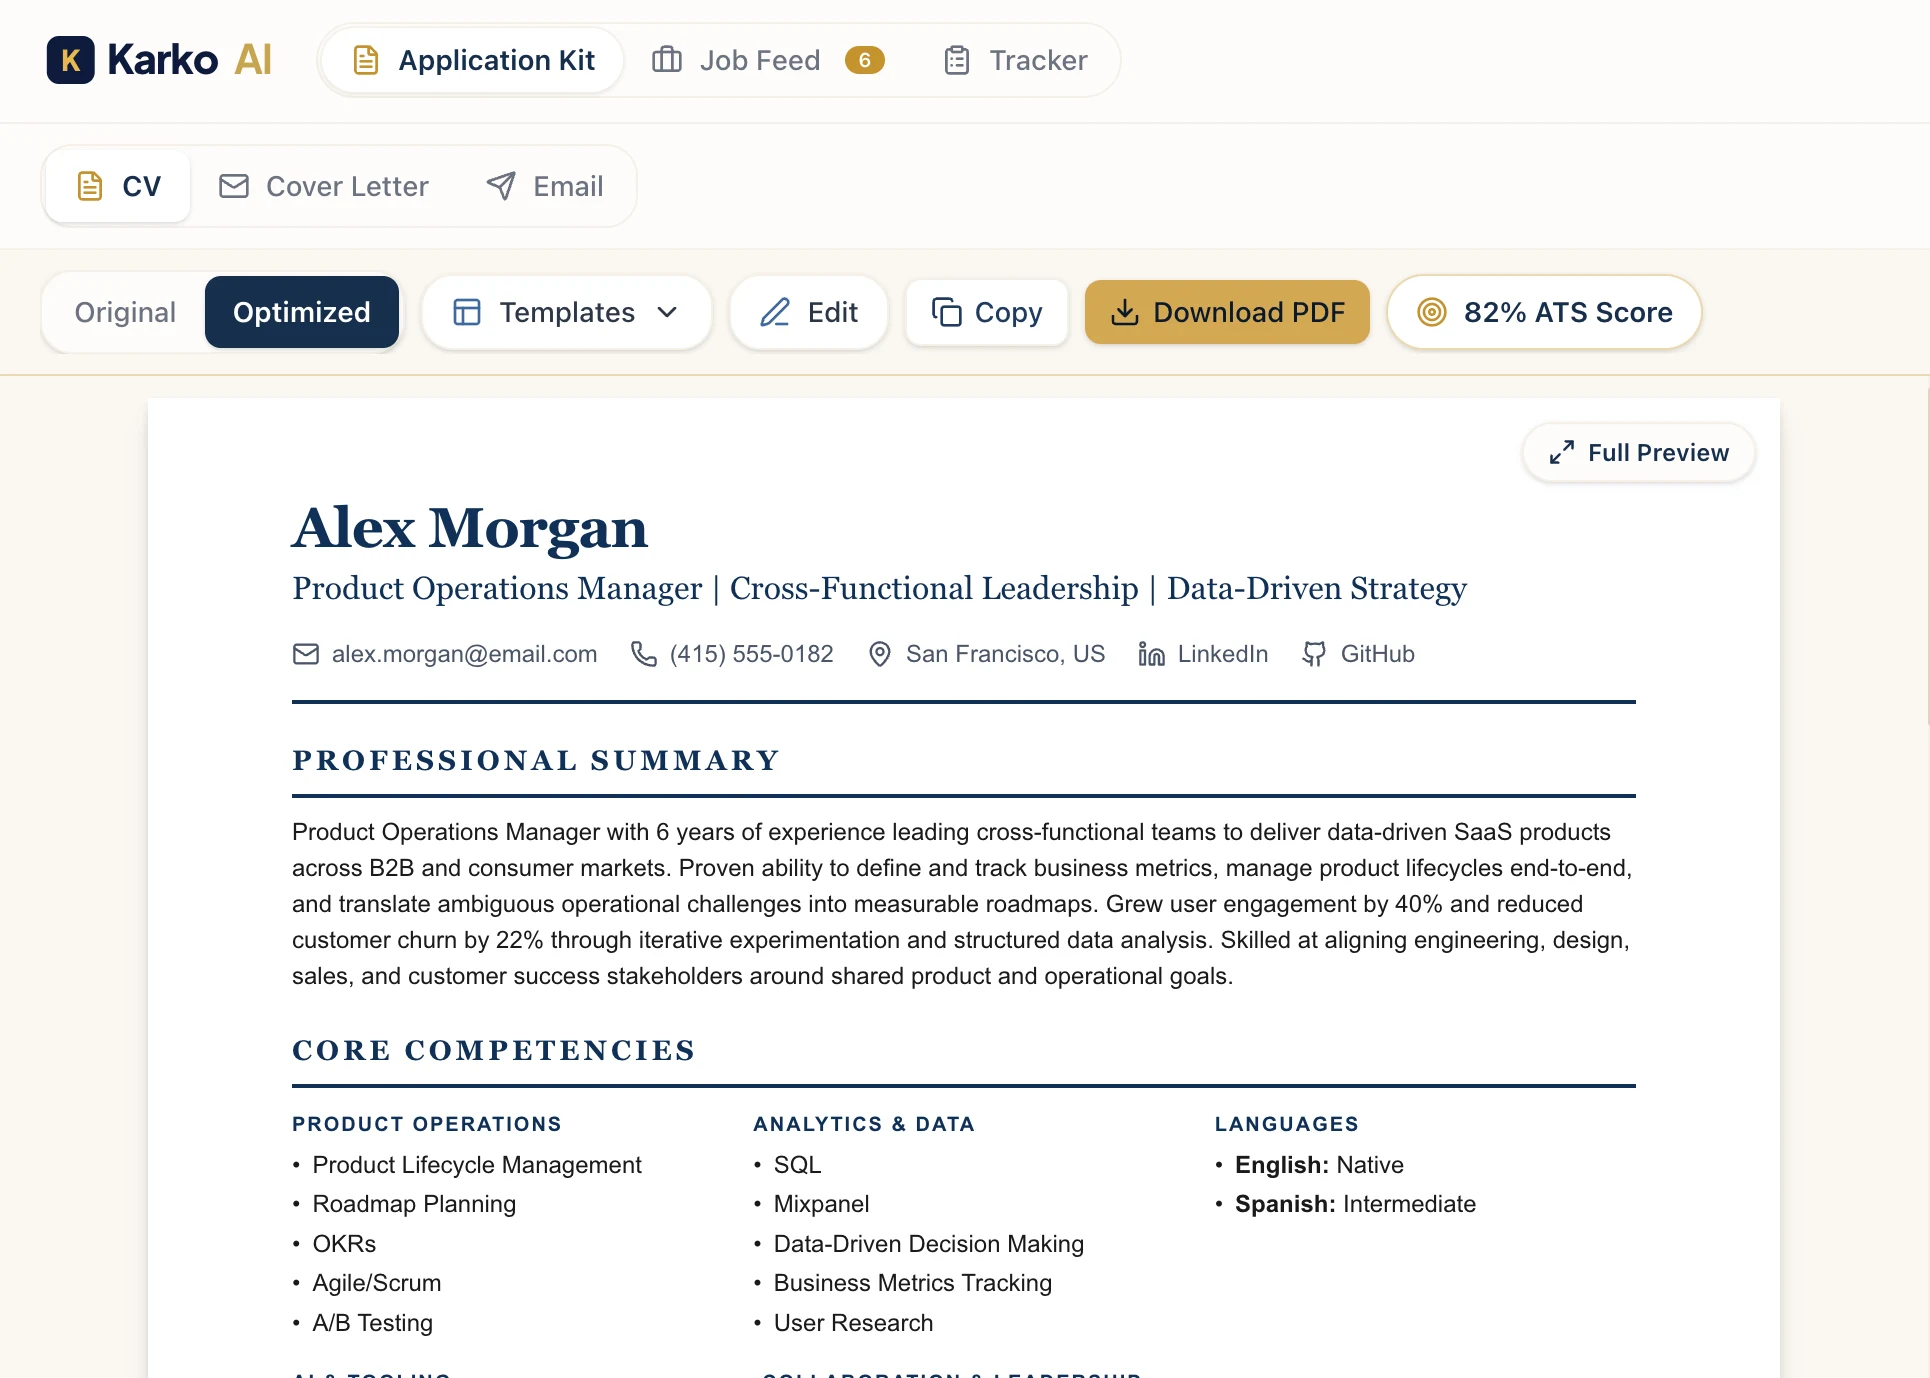 K Karko AI
Application Kit
Job Feed 6
Tracker
CV
Cover Letter
Email
Original
Optimized
Templates
Edit
Copy
Download PDF
82% ATS Score
Full Preview
Alex Morgan
Product Operations Manager | Cross-Functional Leadership | Data-Driven Strategy
alex.morgan@email.com
(415) 555-0182
San Francisco, US
LinkedIn
GitHub
PROFESSIONAL SUMMARY
Product Operations Manager with 6 years of experience leading cross-functional teams to deliver data-driven SaaS products
across B2B and consumer markets. Proven ability to define and track business metrics, manage product lifecycles end-to-end,
and translate ambiguous operational challenges into measurable roadmaps. Grew user engagement by 40% and reduced
customer churn by 22% through iterative experimentation and structured data analysis. Skilled at aligning engineering, design,
sales, and customer success stakeholders around shared product and operational goals.
CORE COMPETENCIES
PRODUCT OPERATIONS
• Product Lifecycle Management
• Roadmap Planning
• OKRs
• Agile/Scrum
• A/B Testing
ANALYTICS & DATA
• SQL
• Mixpanel
• Data-Driven Decision Making
• Business Metrics Tracking
• User Research
LANGUAGES
• English: Native
• Spanish: Intermediate
AI & TOOLING
COLLABORATION & LEADERSHIP